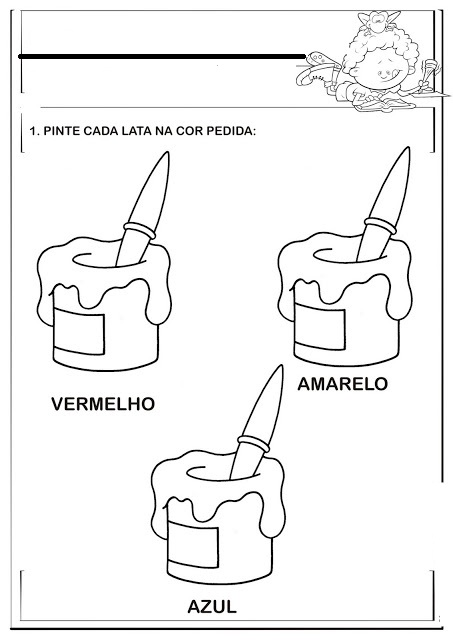 1. PINTE CADA LATA NA COR PEDIDA:
AMARELO
VERMELHO
AZUL